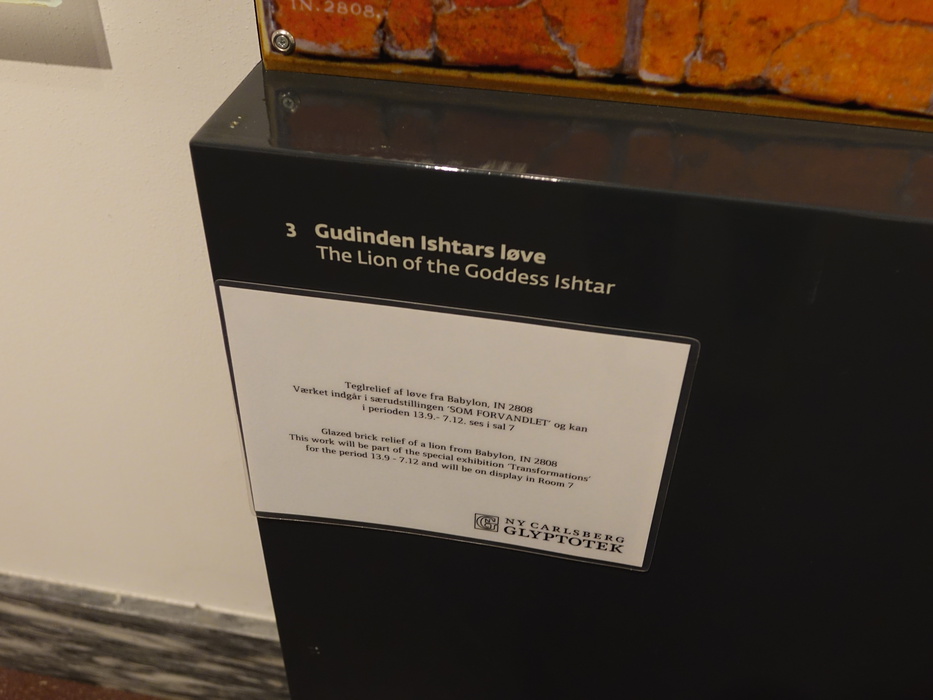 IN.2808.
3 Gudinden Ishtars løve
The Lion of the Goddess Ishtar
Teglrelief af løve fra Babylon, IN 2808
Værket indgår i særudstillingen 'SOM FORVANDLET' og kan
i perioden 13.9.- 7.12. ses i sal 7
Glazed brick relief of a lion from Babylon, IN 2808
This work will be part of the special exhibition 'Transformations'
for the period 13.9 - 7.12 and will be on display in Room 7
NY CARLSBERG
GLYPTOTEK